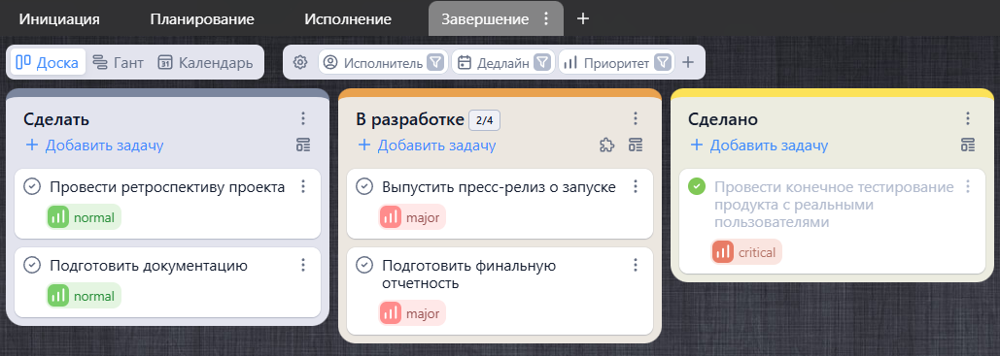 Инициация Планирование Исполнение Завершение
Доска Гант 31 Календарь Исполнитель Дедлайн Приоритет
Сделать
Добавить задачу
Провести ретроспективу проекта
normal
Подготовить документацию
normal
В разработке 2/4
Добавить задачу
Выпустить пресс-релиз о запуске
major
Подготовить финальную
отчетность
major
Сделано
Добавить задачу
Провести конечное тестирование
продукта с реальными
пользователями
critical